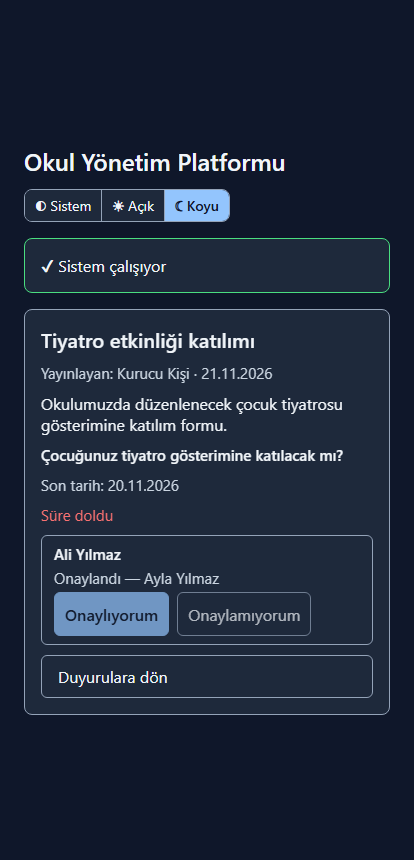 Okul Yönetim Platformu
Sistem
Açık
Koyu
✓ Sistem çalışıyor
Tiyatro etkinliği katılımı
Yayınlayan: Kurucu Kişi · 21.11.2026
Okulumuzda düzenlenecek çocuk tiyatrosu
gösterimine katılım formu.
Çocuğunuz tiyatro gösterimine katılacak mı?
Son tarih: 20.11.2026
Süre doldu
Ali Yılmaz
Onaylandı — Ayla Yılmaz
Onaylıyorum
Onaylamıyorum
Duyurulara dön